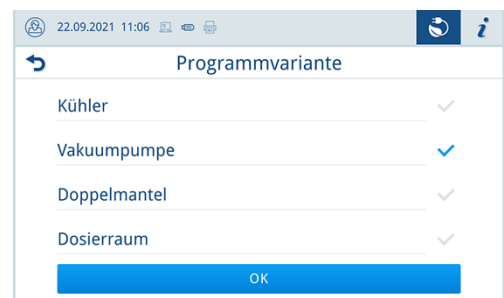 22.09.2021 11:06
i
Programmvariante
Kühler
Vakuumpumpe
Doppelmantel
Dosierraum
OK